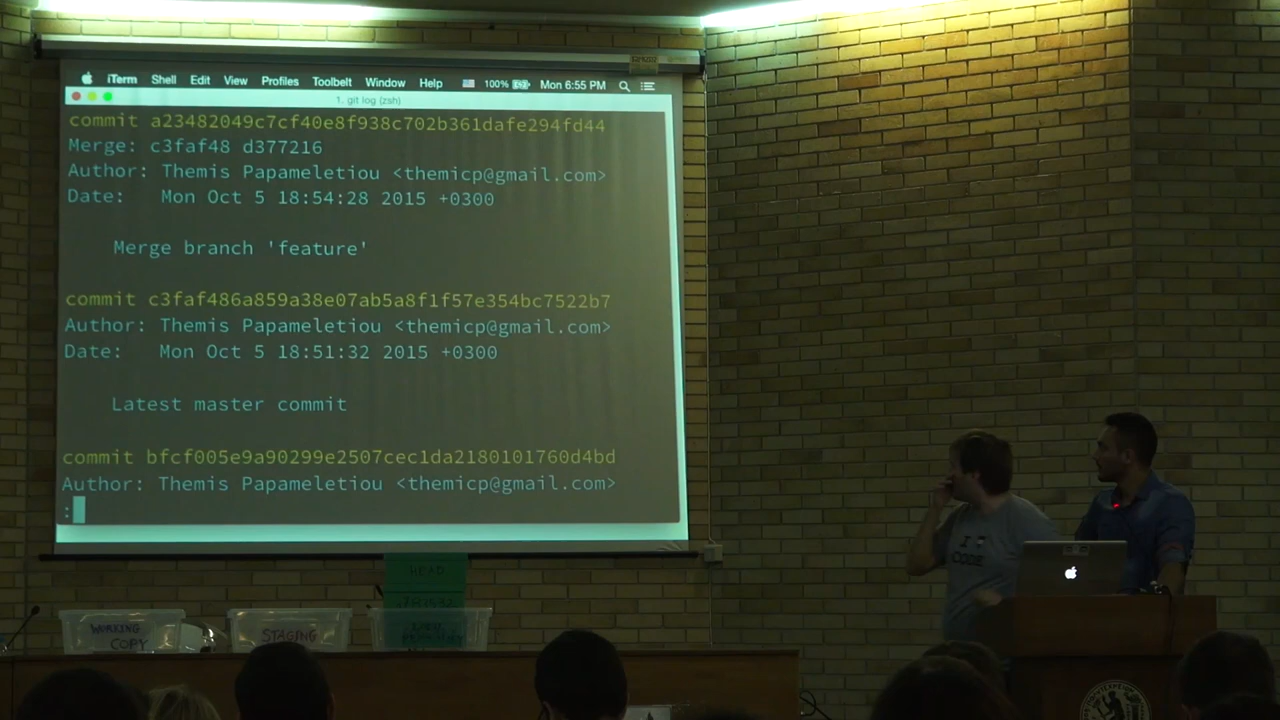 iTerm Shell Edit View Profiles Toolbelt Window Help 100% Mon 6:55 PM
1. git log (zsh)
commit a23482049c7cf40e8f938c702b361dafe294fd44
Merge: c3faf48 d377216
Author: Themis Papameletiou <themicp@gmail.com>
Date: Mon Oct 5 18:54:28 2015 +0300
Merge branch 'feature'
commit c3faf486a859a38e07ab5a8f1f57e354bc7522b7
Author: Themis Papameletiou <themicp@gmail.com>
Date: Mon Oct 5 18:51:32 2015 +0300
Latest master commit
commit bfcf005e9a90299e2507cec1da2180101760d4bd
Author: Themis Papameletiou <themicp@gmail.com>
:
I
CODE
HEAD
WORKING
COPY
STAGING